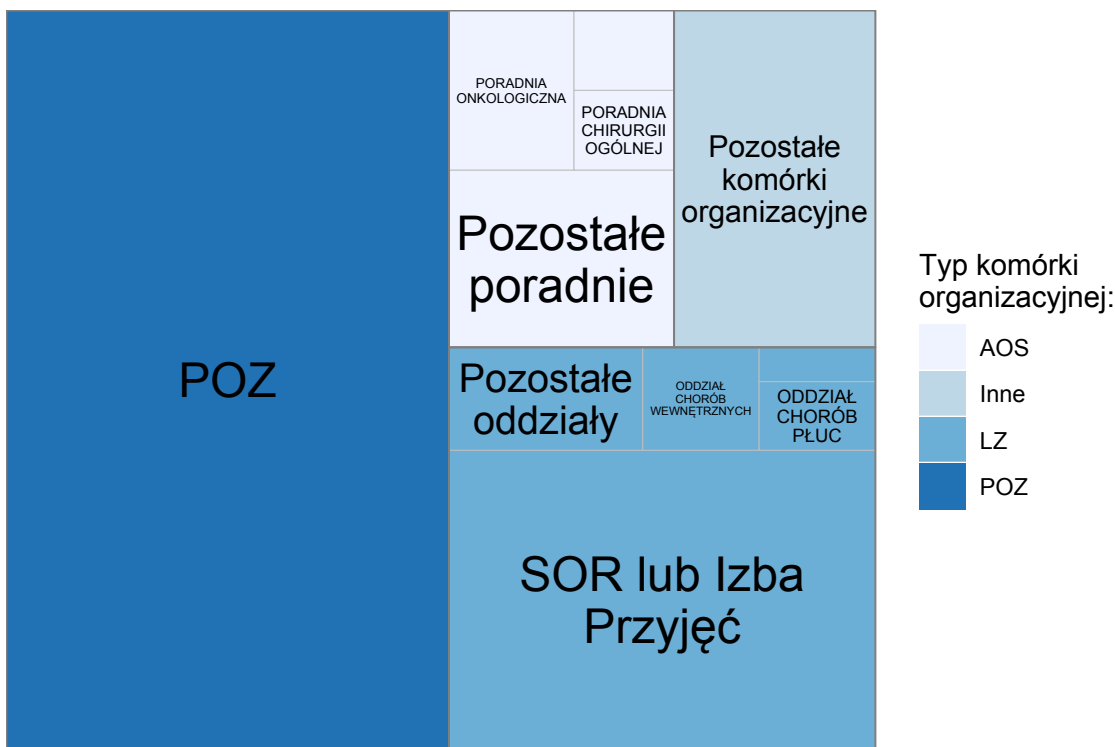 POZ
PORADNIA
ONKOLOGICZNA
PORADNIA
CHIRURGII
OGÓLNEJ
Pozostałe
poradnie
Pozostałe
komórki
organizacyjne
Pozostałe
oddziały
ODDZIAŁ
CHORÓB
WEWNĘTRZNYCH
ODDZIAŁ
CHORÓB
PŁUC
SOR lub Izba
Przyjęć
Typ komórki
organizacyjnej:
AOS
Inne
LZ
POZ